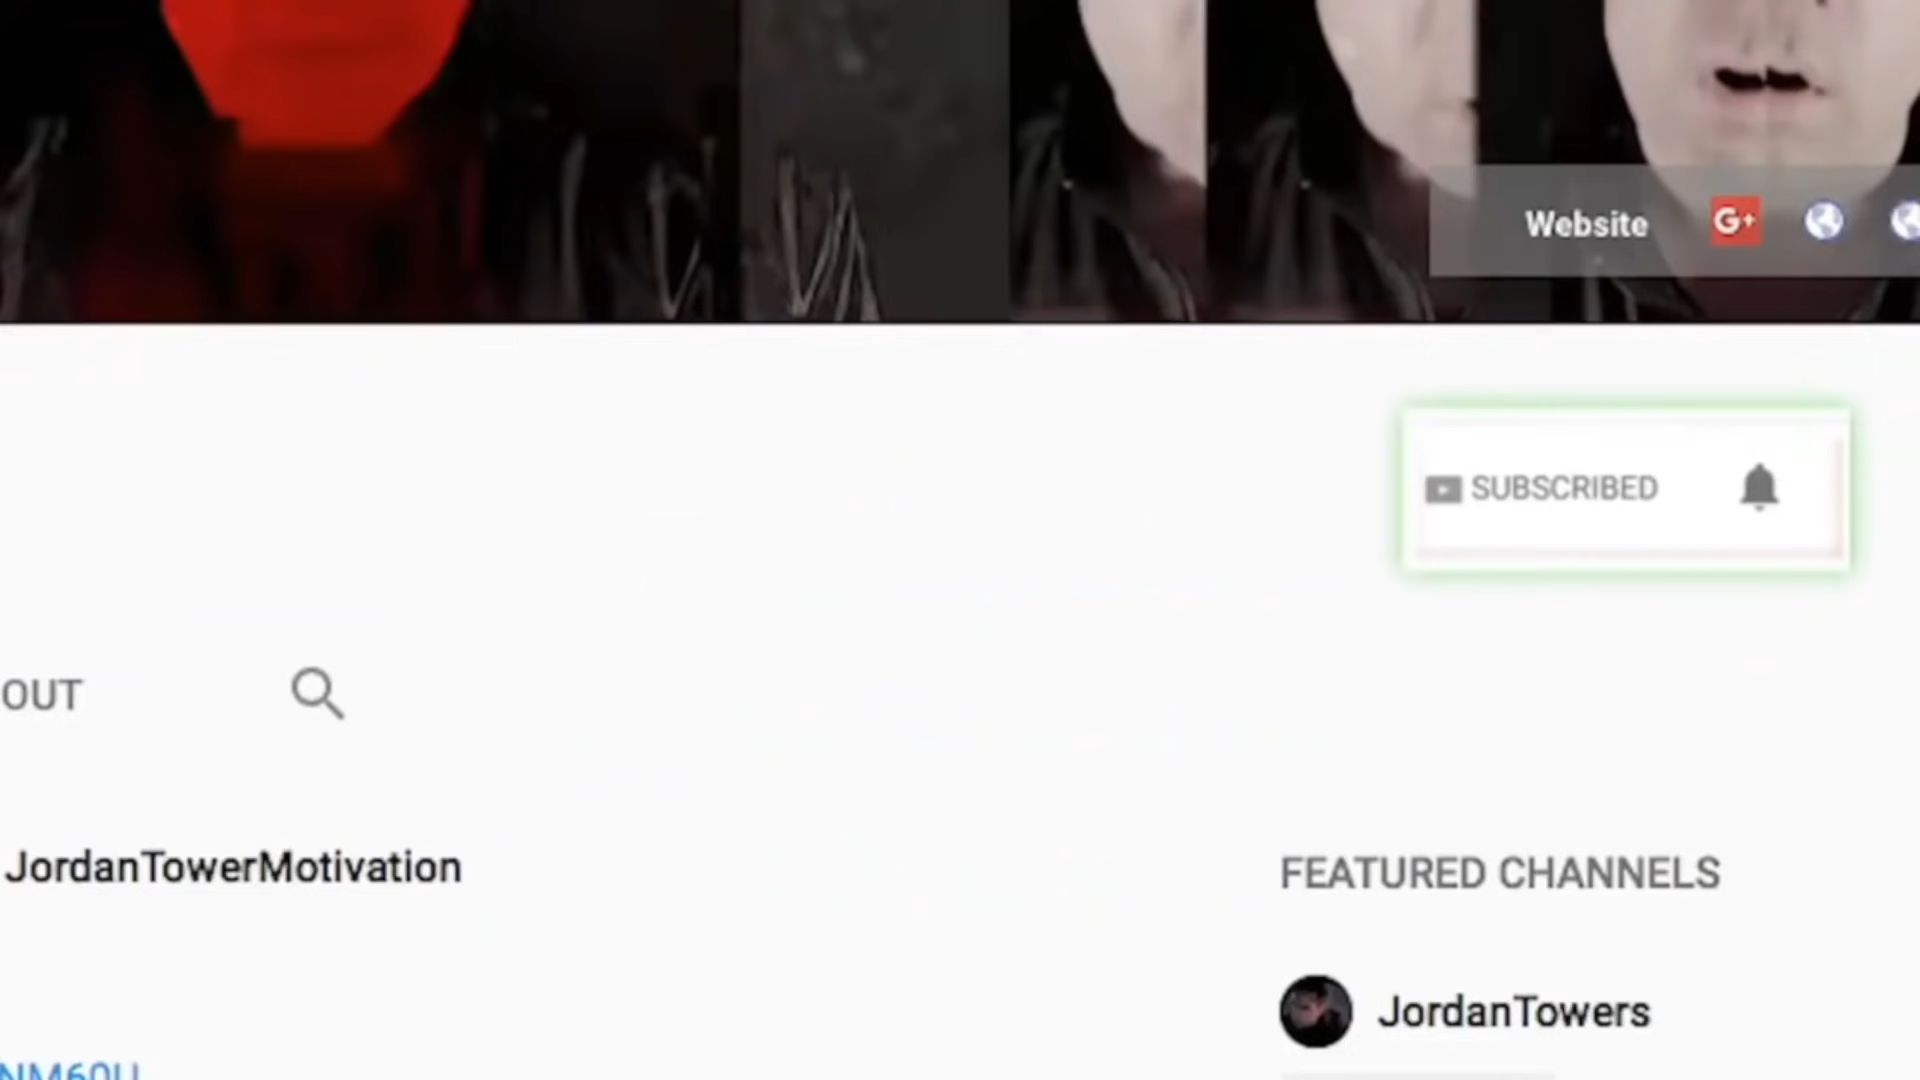 Website G+
SUBSCRIBED
OUT
JordanTowerMotivation
FEATURED CHANNELS
JordanTowers